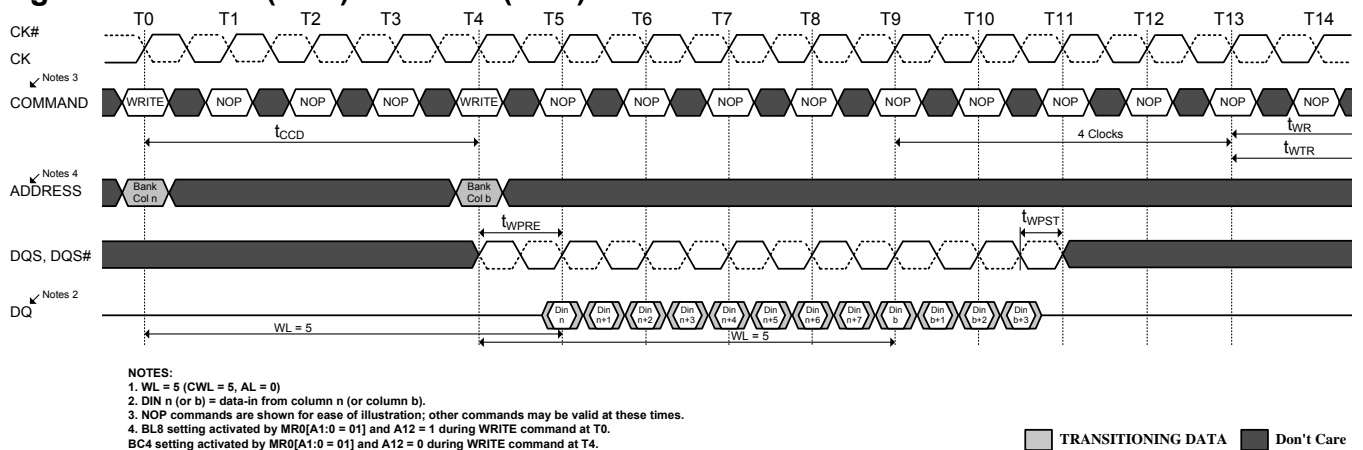 T0 T1 T2 T3 T4 T5 T6 T7 T8 T9 T10 T11 T12 T13 T14
CK#
CK
Notes 3
COMMAND
WRITE NOP NOP NOP WRITE NOP NOP NOP NOP NOP NOP NOP NOP NOP NOP
tCCD
4 Clocks
tWR
tWTR
Notes 4
ADDRESS
Bank
Col n
Bank
Col b
tWPRE
tWPST
DQS, DQS#
Notes 2
DQ
Din
n
Din
n+1
Din
n+2
Din
n+3
Din
n+4
Din
n+5
Din
n+6
Din
n+7
Din
b
Din
b+1
Din
b+2
Din
b+3
WL = 5
WL = 5
NOTES:
1. WL = 5 (CWL = 5, AL = 0)
2. DIN n (or b) = data-in from column n (or column b).
3. NOP commands are shown for ease of illustration; other commands may be valid at these times.
4. BL8 setting activated by MR0[A1:0 = 01] and A12 = 1 during WRITE command at T0.
BC4 setting activated by MR0[A1:0 = 01] and A12 = 0 during WRITE command at T4.
TRANSITIONING DATA
Don't Care